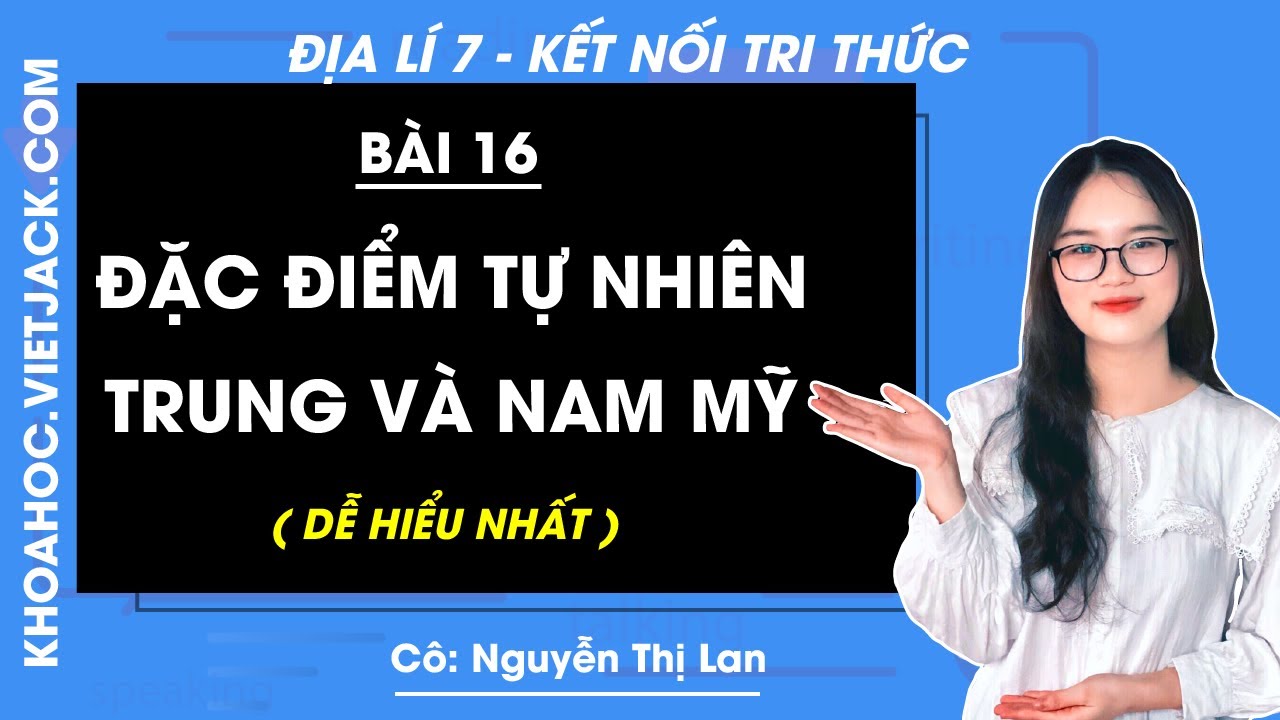 ĐỊA LÍ 7 - KẾT NỐI TRI THỨC
KHOAHOC.VIETJACK.COM
BÀI 16
ĐẶC ĐIỂM TỰ NHIÊN
TRUNG VÀ NAM MỸ
( DỄ HIỂU NHẤT )
Cô: Nguyễn Thị Lan
talking
speaking